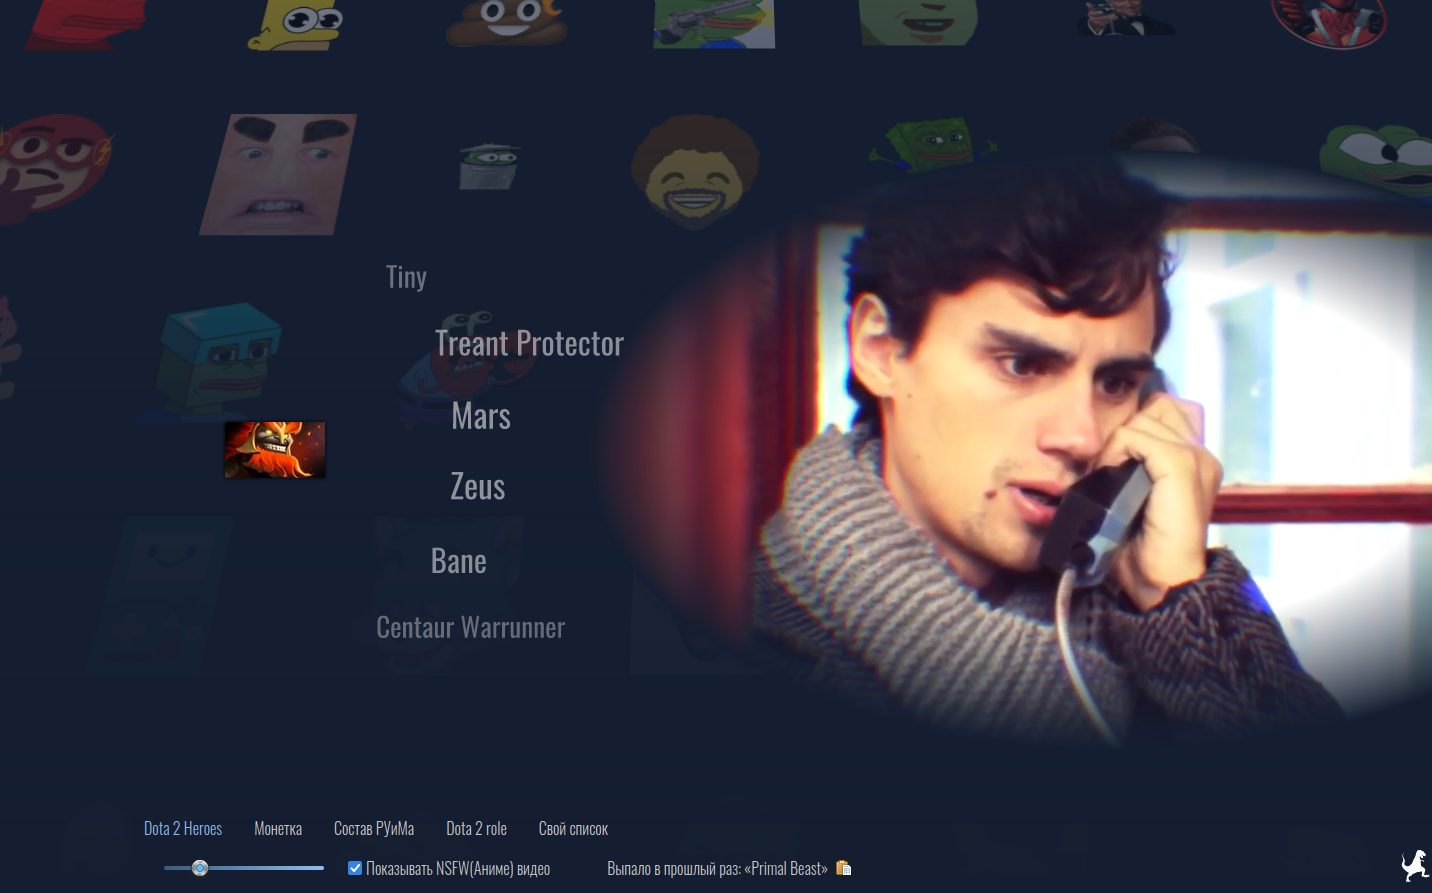 Tiny
Treant Protector
Mars
Zeus
Bane
Centaur Warrunner
Dota 2 Heroes Монетка Состав РУиМа Dota 2 role Свой список
Показывать NSFW(Аниме) видео Выпало в прошлый раз: «Primal Beast»